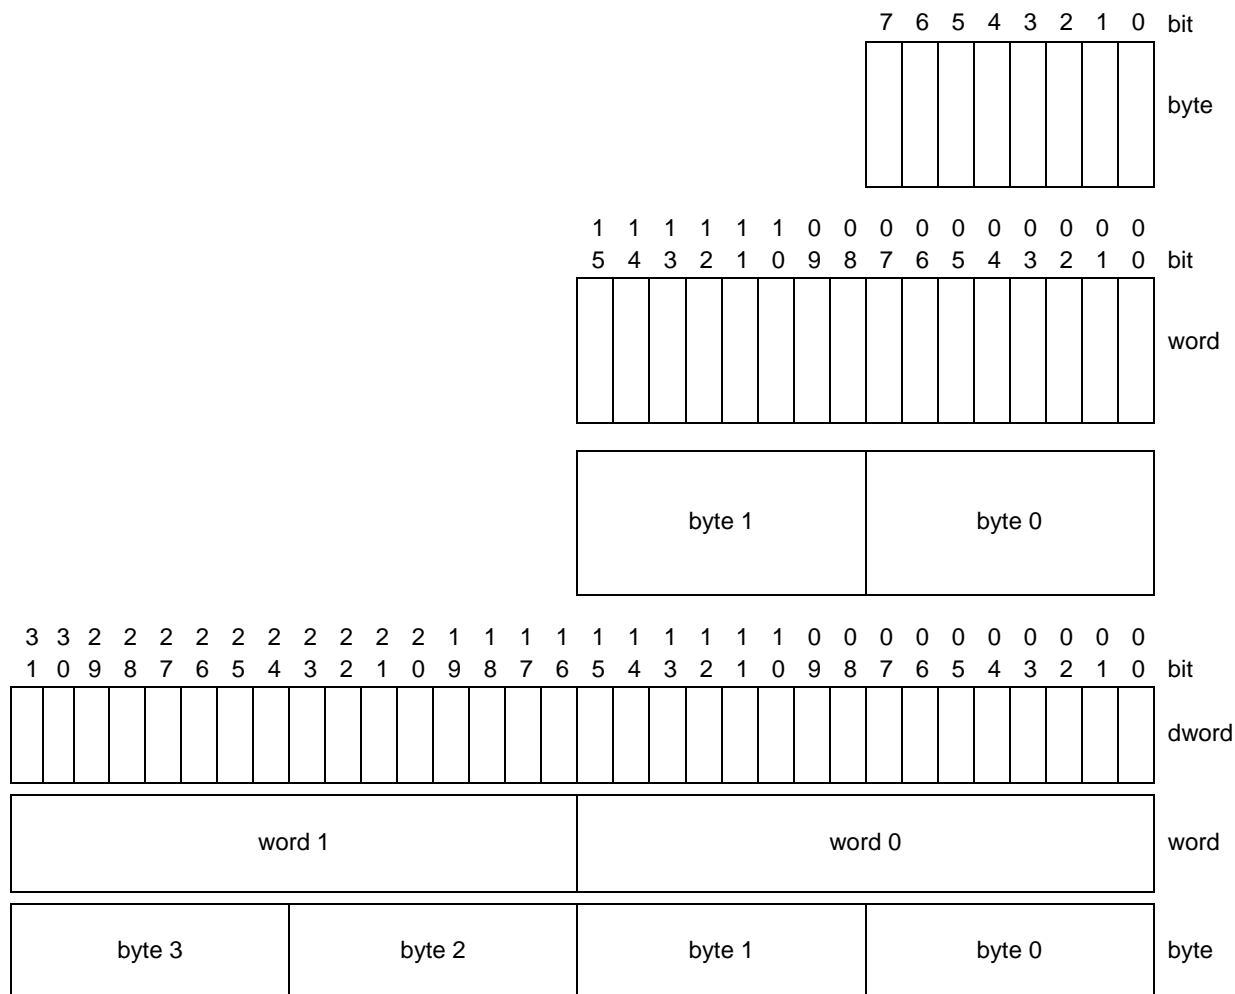 7 6 5 4 3 2 1 0 bit
byte
1 1 1 1 1 1 0 0 0 0 0 0 0 0 0 0
5 4 3 2 1 0 9 8 7 6 5 4 3 2 1 0 bit
word
byte 1 byte 0
3 3 2 2 2 2 2 2 2 2 2 2 1 1 1 1 1 1 1 1 1 1 0 0 0 0 0 0 0 0 0 0
1 0 9 8 7 6 5 4 3 2 1 0 9 8 7 6 5 4 3 2 1 0 9 8 7 6 5 4 3 2 1 0 bit
dword
word 1 word 0 word
byte 3 byte 2 byte 1 byte 0 byte